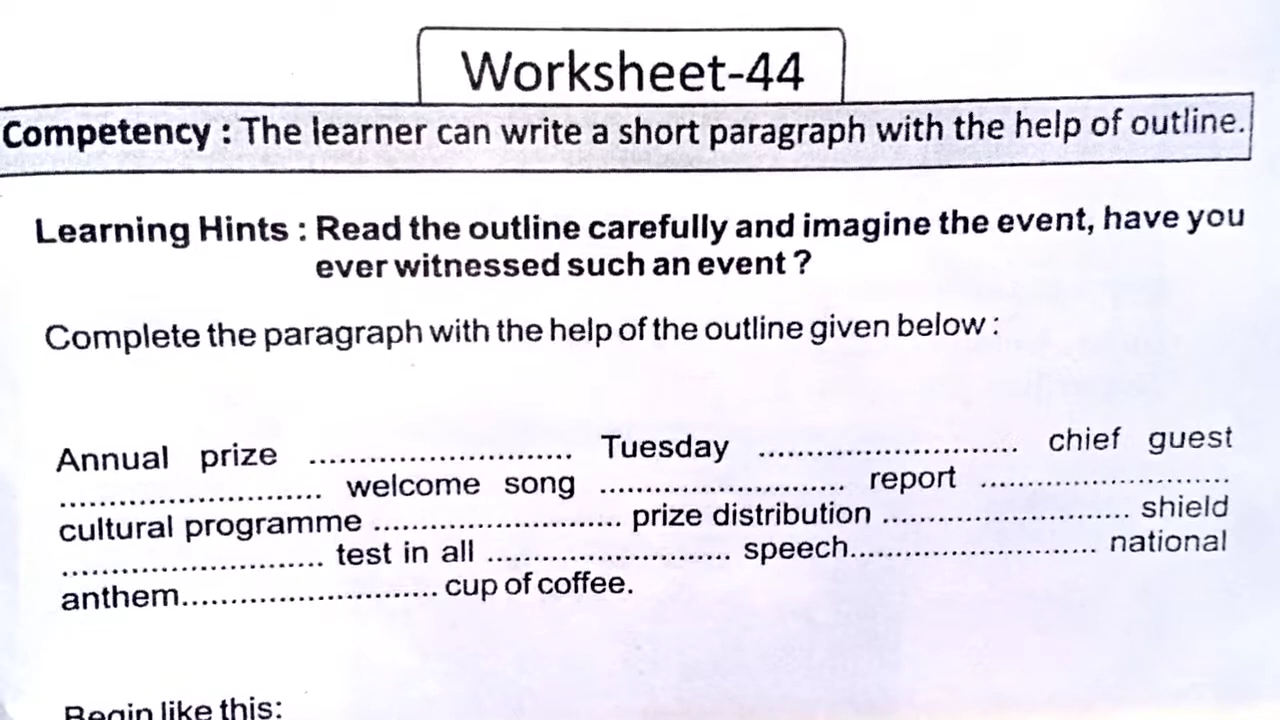 Worksheet-44
Competency : The learner can write a short paragraph with the help of outline.
Learning Hints : Read the outline carefully and imagine the event, have you
ever witnessed such an event ?
Complete the paragraph with the help of the outline given below :
Annual prize ........................... Tuesday ........................... chief guest
........................... welcome song .......................... report ..........................
cultural programme .......................... prize distribution .......................... shield
........................... test in all .......................... speech.......................... national
anthem.......................... cup of coffee.
Begin like this: